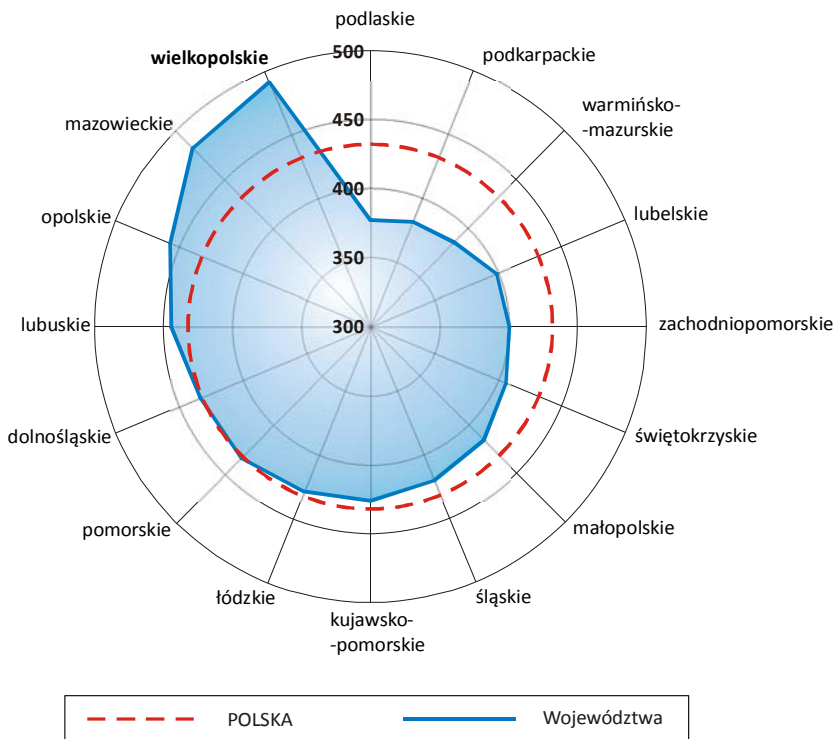 podlaskie
500
podkarpackie
wielkopolskie
warmińsko-
-mazurskie
450
mazowieckie
400
opolskie
lubelskie
350
lubuskie
300
zachodniopomorskie
dolnośląskie
świętokrzyskie
pomorskie
małopolskie
łódzkie
śląskie
kujawsko-
-pomorskie
POLSKA
Województwa